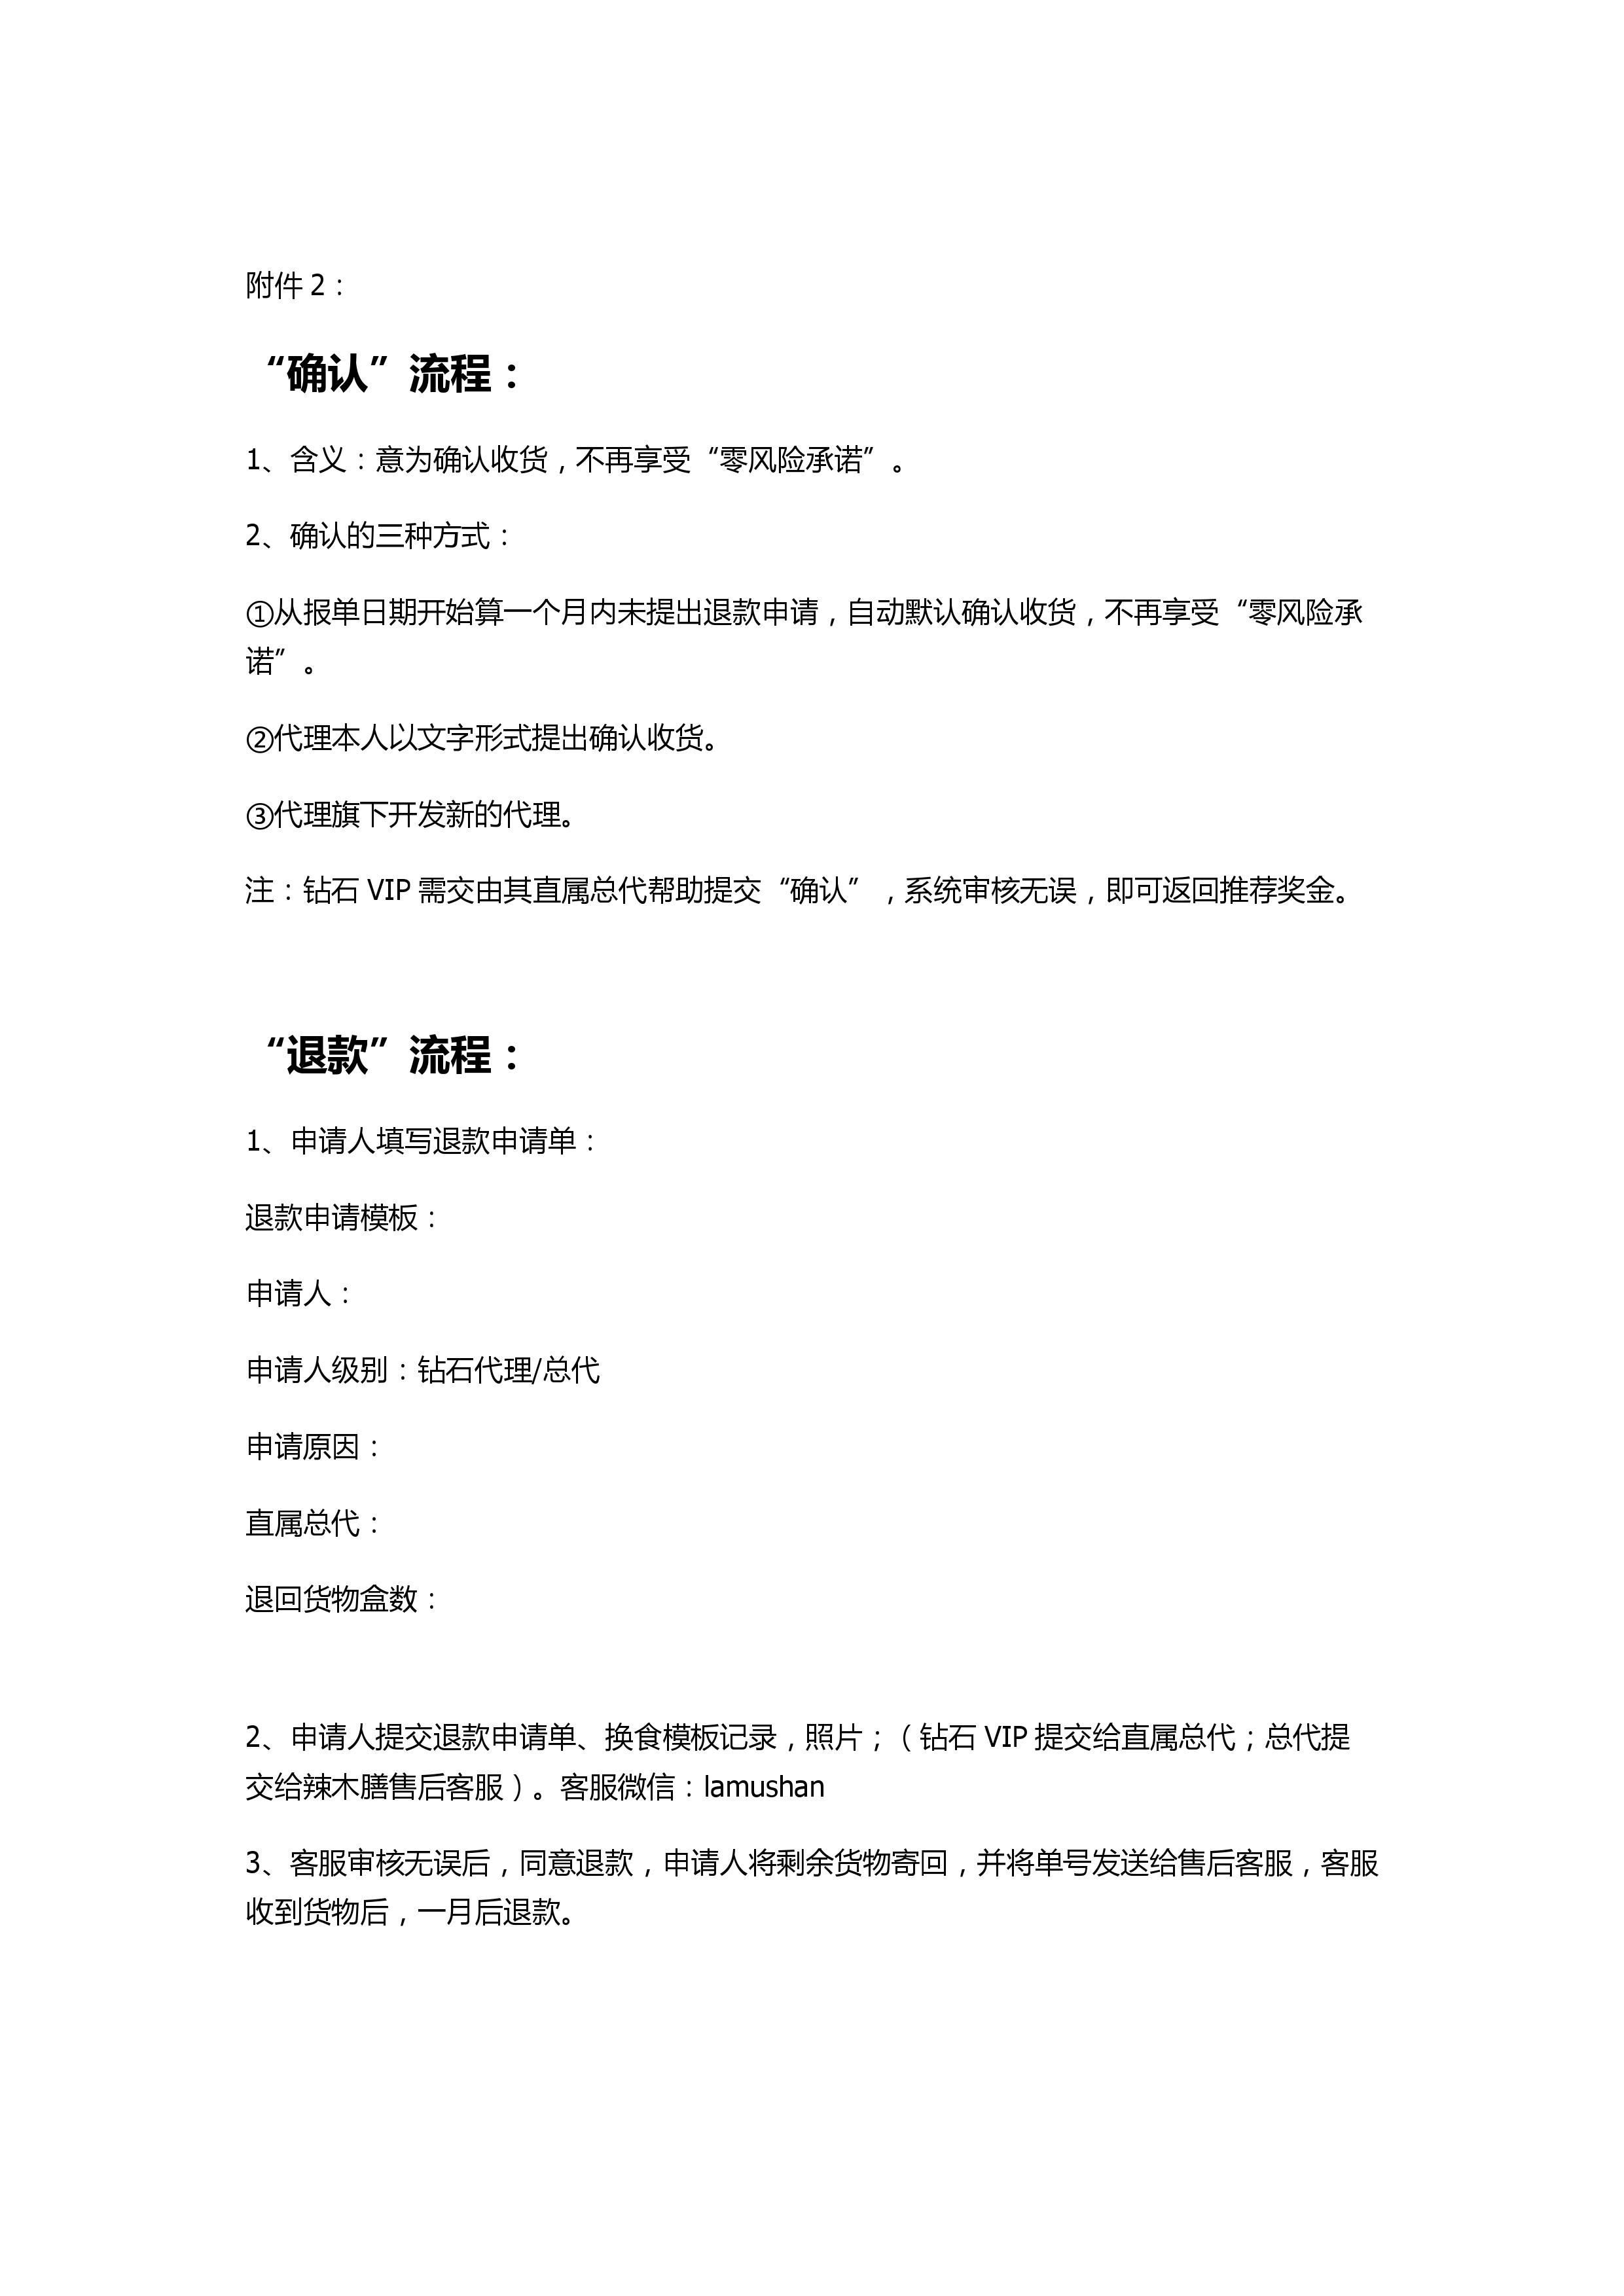 附件 2：
“确认”流程：
1、含义：意为确认收货，不再享受“零风险承诺”。
2、确认的三种方式：
①从报单日期开始算一个月内未提出退款申请，自动默认确认收货，不再享受“零风险承
诺”。
②代理本人以文字形式提出确认收货。
③代理旗下开发新的代理。
注：钻石 VIP 需交由其直属总代帮助提交“确认”，系统审核无误，即可返回推荐奖金。
“退款”流程：
1、申请人填写退款申请单：
退款申请模板：
申请人：
申请人级别：钻石代理/总代
申请原因：
直属总代：
退回货物盒数：
2、申请人提交退款申请单、换食模板记录，照片；（钻石 VIP 提交给直属总代；总代提
交给辣木膳售后客服）。客服微信：lamushan
3、客服审核无误后，同意退款，申请人将剩余货物寄回，并将单号发送给售后客服，客服
收到货物后，一月后退款。